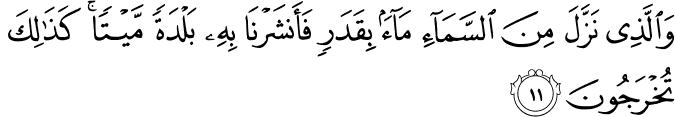 وَٱلَّذِى نَزَّلَ مِنَ ٱلسَّمَآءِ مَآءًۢ بِقَدَرٍۢ فَأَنشَرْنَا بِهِۦ بَلْدَةًۭ مَّيْتًۭا ۚ كَذَٰلِكَ
تُخْرَجُونَ ١١